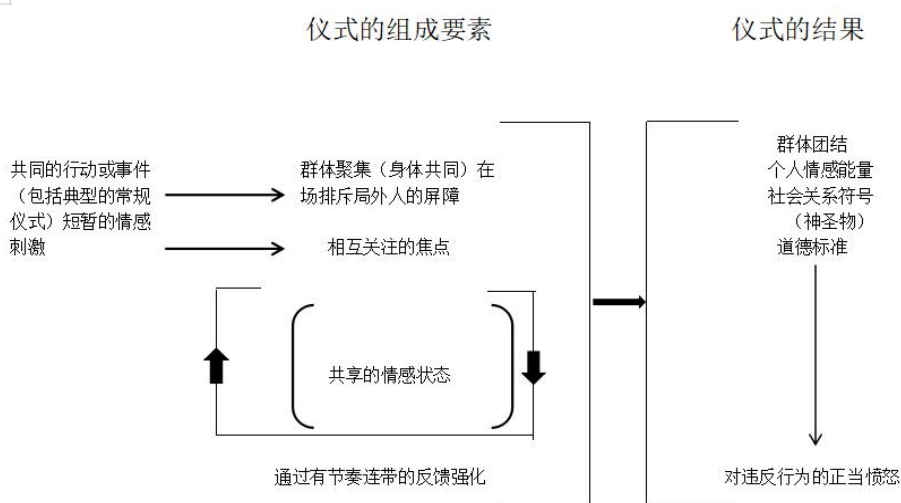 仪式的组成要素
仪式的结果
共同的行动或事件
（包括典型的常规
仪式）短暂的情感
刺激
群体聚集（身体共同）在
场排斥局外人的屏障
相互关注的焦点
共享的情感状态
通过有节奏连带的反馈强化
群体团结
个人情感能量
社会关系符号
（神圣物）
道德标准
对违反行为的正当愤怒